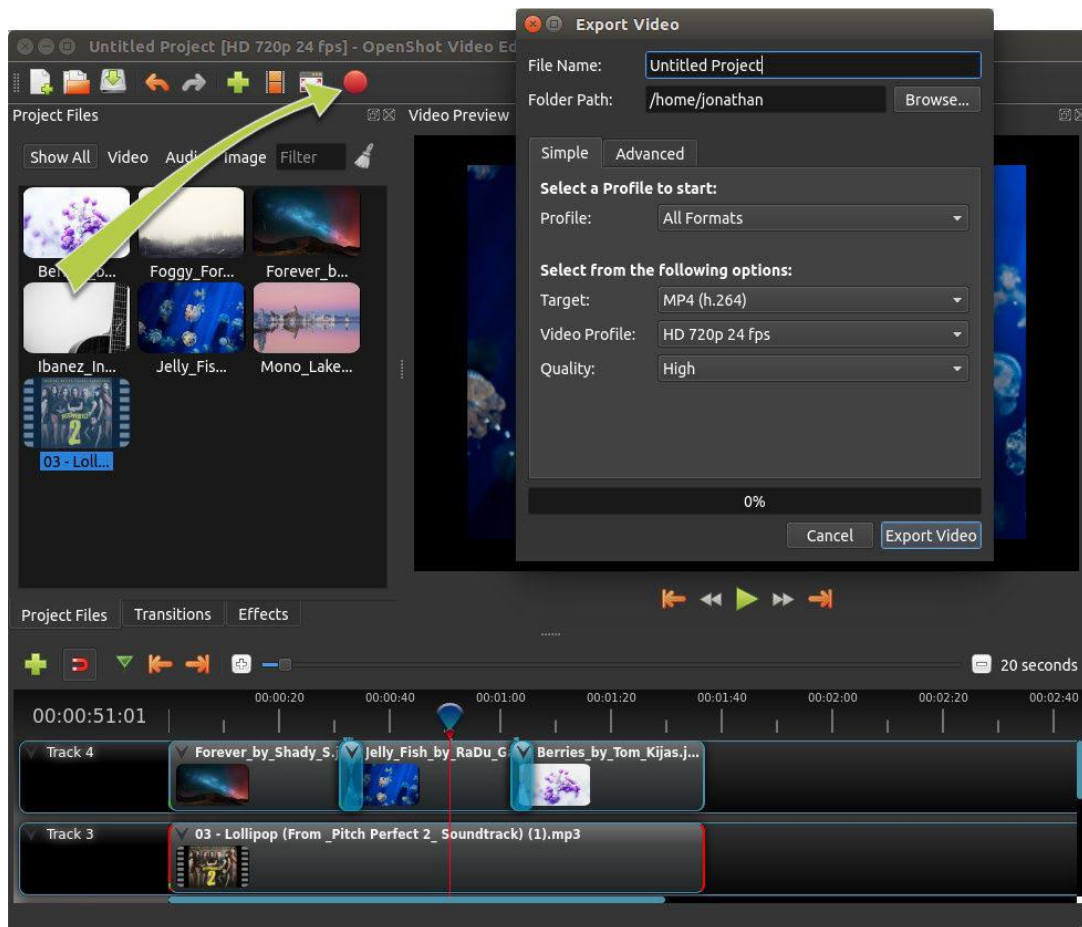 Export Video
Untitled Project [HD 720p 24 fps] - OpenShot Video Ed
File Name: Untitled Project
Folder Path: /home/jonathan Browse...
Project Files
Video Preview
Show All Video Image Filter
Simple Advanced
Select a Profile to start:
Profile: All Formats
Select from the following options:
Target: MP4 (h.264)
Video Profile: HD 720p 24 fps
Quality: High
0%
Cancel Export Video
Foggy_For... Forever_b...
Ibanez_In... Jelly_Fis... Mono_Lake...
2
03 - Loll...
Project Files Transitions Effects
20 seconds
00:00:51:01
00:00:20 00:00:40 00:01:00 00:01:20 00:01:40 00:02:00 00:02:20 00:02:40
Track 4
Forever_by_Shady_S.j Jelly_Fish_by_RaDu_G Berries_by_Tom_Kijas.j...
Track 3
03 - Lollipop (From _Pitch Perfect 2_ Soundtrack) (1).mp3
2